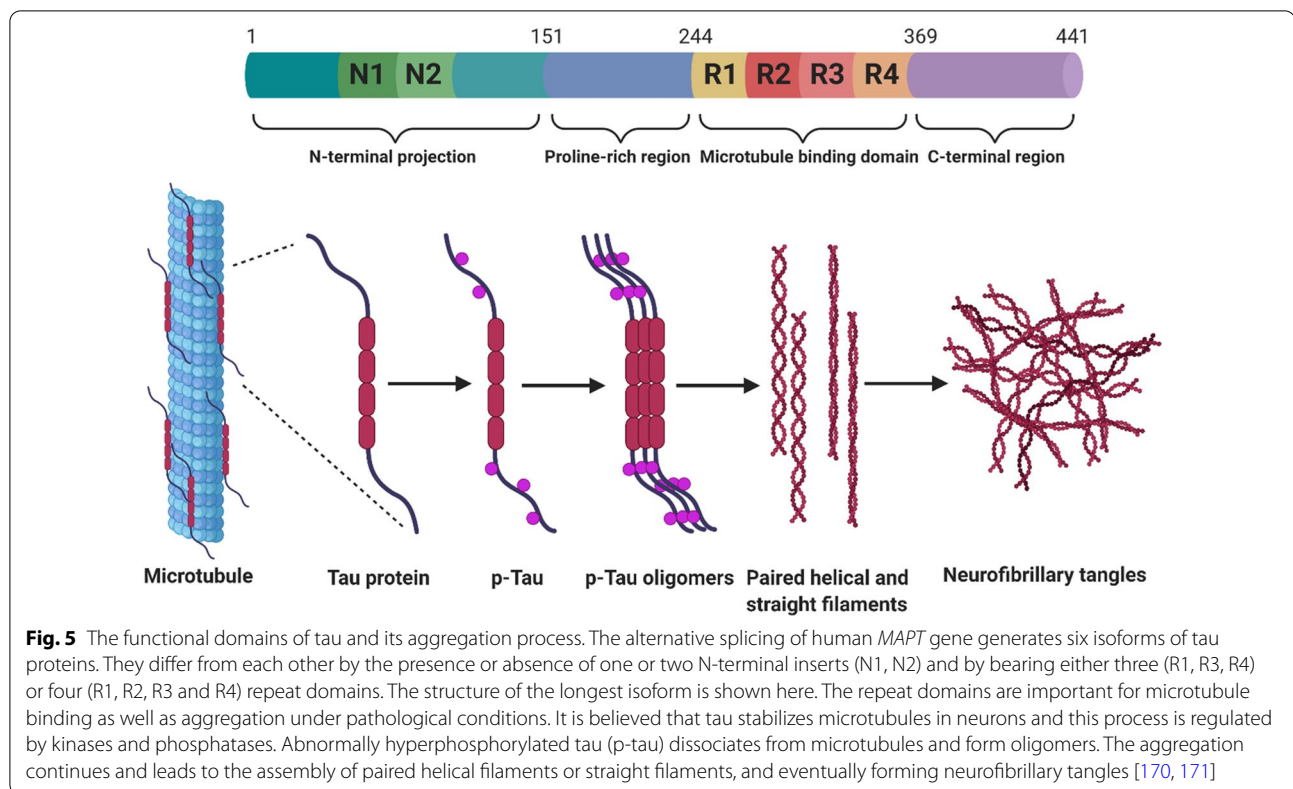 1 151 244 369 441
N1 N2 R1 R2 R3 R4
N-terminal projection Proline-rich region Microtubule binding domain C-terminal region
Microtubule Tau protein p-Tau p-Tau oligomers Paired helical and Neurofibrillary tangles
straight filaments
Fig. 5 The functional domains of tau and its aggregation process. The alternative splicing of human MAPT gene generates six isoforms of tau
proteins. They differ from each other by the presence or absence of one or two N-terminal inserts (N1, N2) and by bearing either three (R1, R3, R4)
or four (R1, R2, R3 and R4) repeat domains. The structure of the longest isoform is shown here. The repeat domains are important for microtubule
binding as well as aggregation under pathological conditions. It is believed that tau stabilizes microtubules in neurons and this process is regulated
by kinases and phosphatases. Abnormally hyperphosphorylated tau (p-tau) dissociates from microtubules and form oligomers. The aggregation
continues and leads to the assembly of paired helical filaments or straight filaments, and eventually forming neurofibrillary tangles [170, 171]